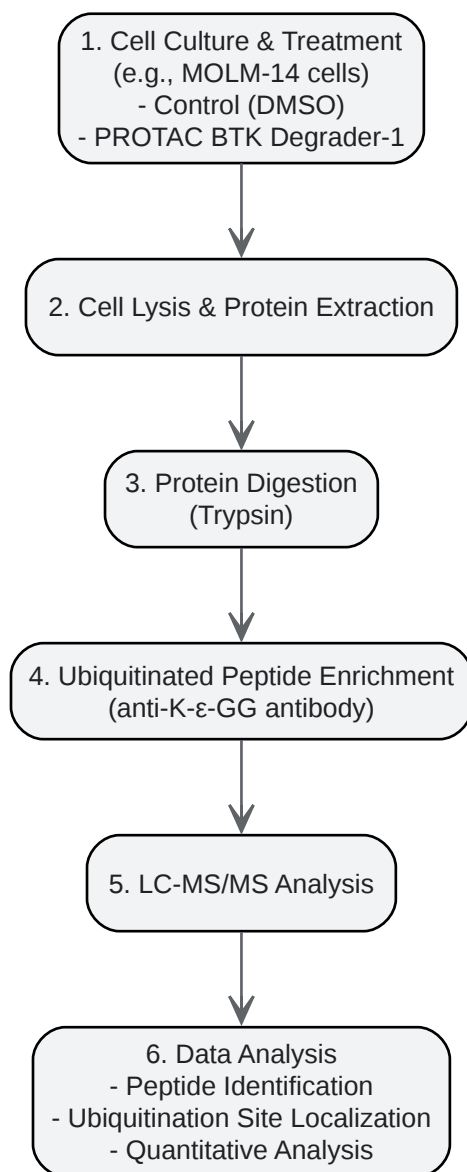 1. Cell Culture & Treatment
(e.g., MOLM-14 cells)
- Control (DMSO)
- PROTAC BTK Degrader-1
2. Cell Lysis & Protein Extraction
3. Protein Digestion
(Trypsin)
4. Ubiquitinated Peptide Enrichment
(anti-K-ε-GG antibody)
5. LC-MS/MS Analysis
6. Data Analysis
- Peptide Identification
- Ubiquitination Site Localization
- Quantitative Analysis